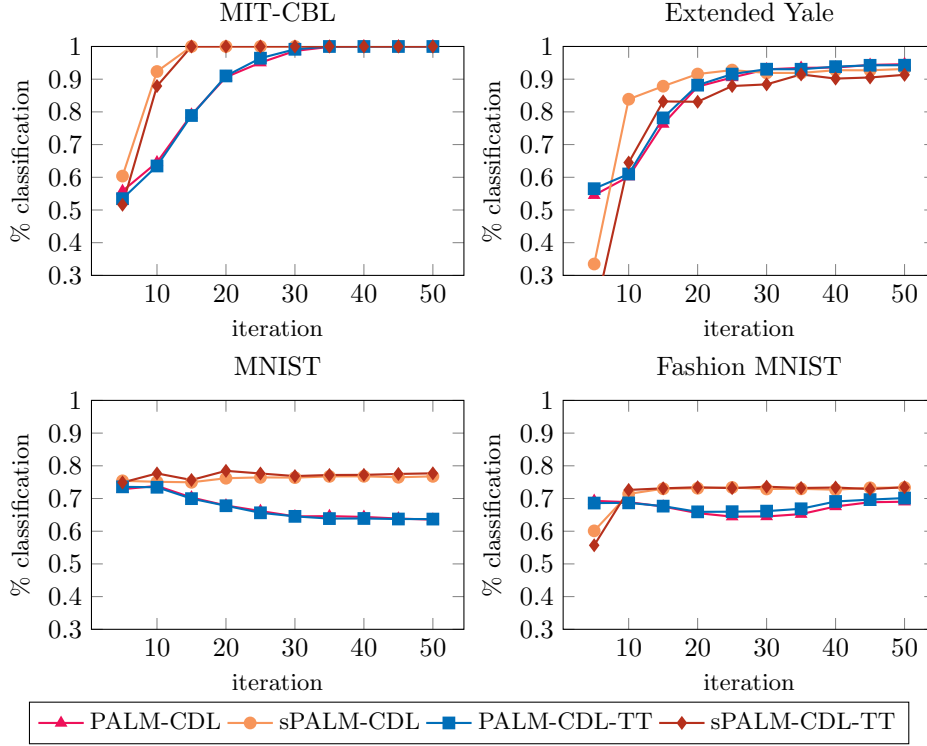 MIT-CBL
Extended Yale
1
0.9
0.8
0.7
0.6
0.5
0.4
0.3
% classification
10 20 30 40 50
iteration
1
0.9
0.8
0.7
0.6
0.5
0.4
0.3
% classification
10 20 30 40 50
iteration
MNIST
Fashion MNIST
1
0.9
0.8
0.7
0.6
0.5
0.4
0.3
% classification
10 20 30 40 50
iteration
1
0.9
0.8
0.7
0.6
0.5
0.4
0.3
% classification
10 20 30 40 50
iteration
PALM-CDL sPALM-CDL PALM-CDL-TT sPALM-CDL-TT